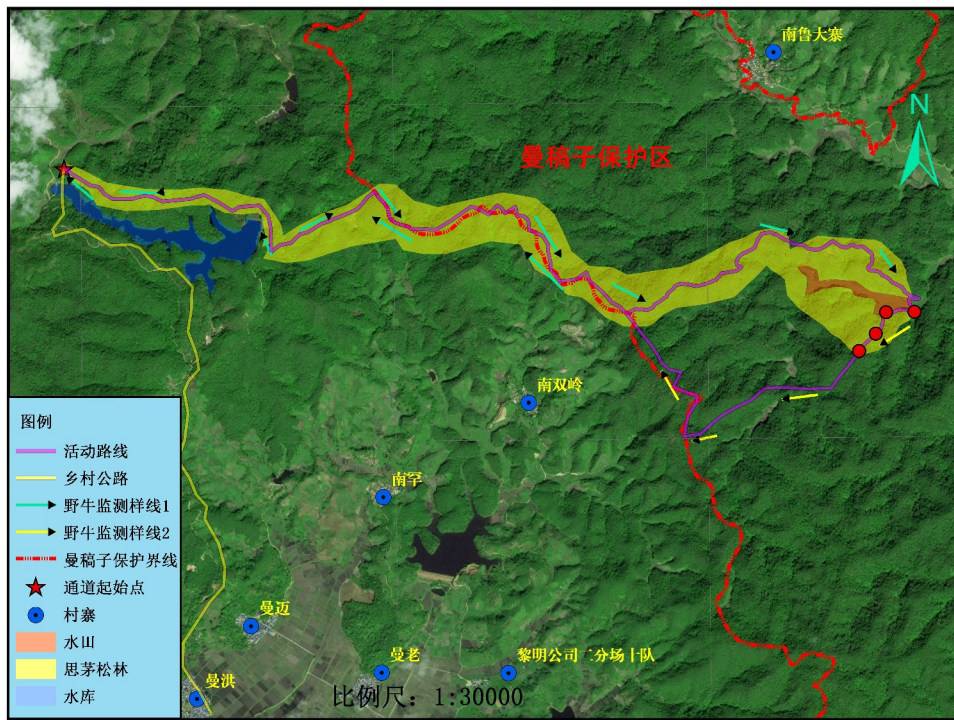 南鲁大寨
N
曼稿子保护区
南双岭
南罕
曼迈
曼老
黎明公司二分场十队
曼洪
比例尺：1:30000
图例
活动路线
乡村公路
野牛监测样线1
野牛监测样线2
曼稿子保护界线
通道起始点
村寨
水山
思茅松林
水库